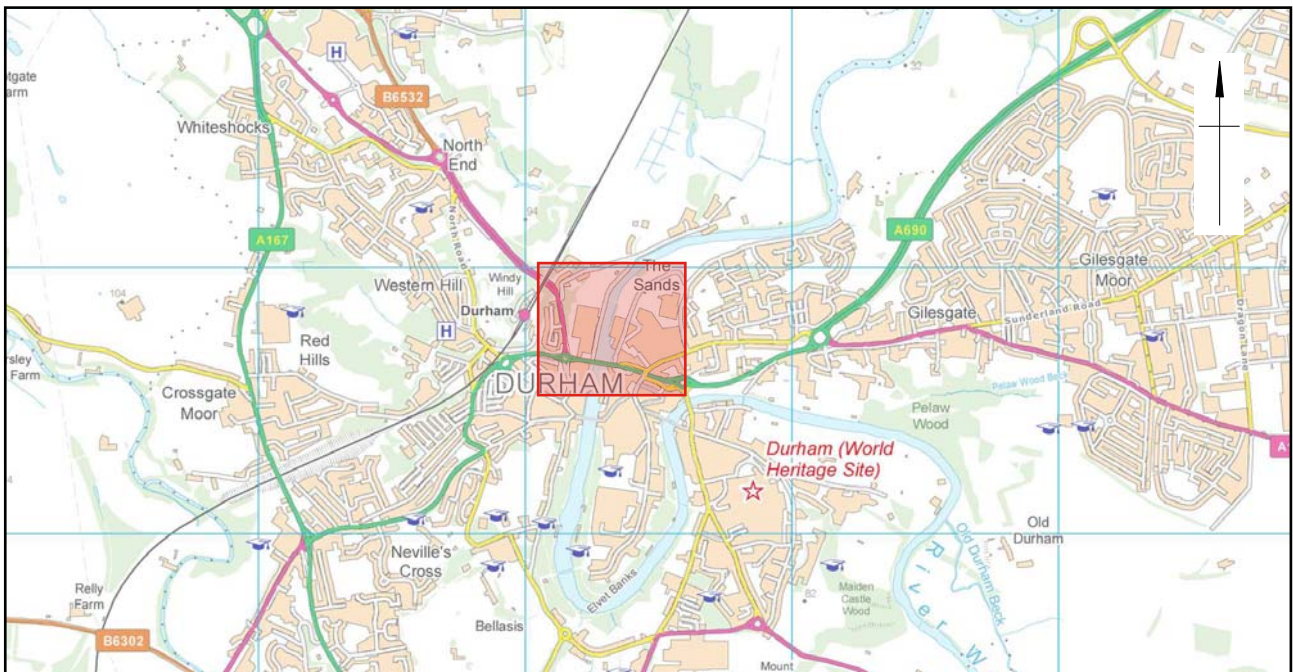 H
B6532
tgate
arm
Whiteshocks
North
End
North Road
94
32
A167
A690
Windy
Hill
The
Sands
Gilesgate
Moor
Western Hill
104
Durham
H
Gilesgate
Sunderland Road
Dragon Lane
Red
Hills
rsley
Farm
DURHAM
Crossgate
Moor
Pelaw Wood Beck
Pelaw
Wood
A
Durham (World
Heritage Site)
Neville's
Cross
Old
Durham
Old Durham Beck
River W
Elvet Banks
Relly
Farm
Maiden
Castle
Wood
82
Bellasis
B6302
Mount